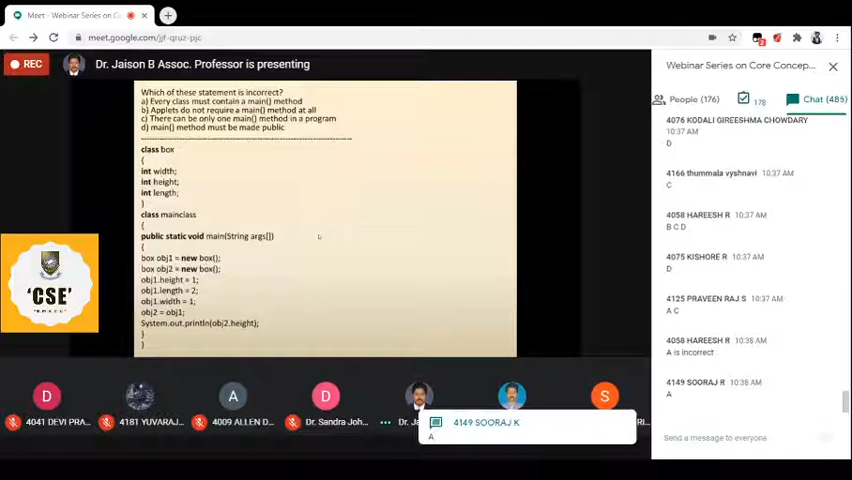 Meet - Webinar Series on Core C
meet.google.com/jjf-qruz-pjc
2
REC
Dr. Jaison B Assoc. Professor is presenting
Webinar Series on Core Concep...
People (176)
178
Chat (485)
Which of these statement is incorrect?
a) Every class must contain a main() method
b) Applets do not require a main() method at all
c) There can be only one main() method in a program
d) main() method must be made public
class box
{
int width;
int height;
int length;
}
class mainclass
{
public static void main(String args[])
{
box obj1 = new box();
box obj2 = new box();
obj1.height = 1;
obj1.length = 2;
obj1.width = 1;
obj2 = obj1;
System.out.println(obj2.height);
}
}
'CSE'
4076 KODALI GIREESHMA CHOWDARY
10:37 AM
D
4166 thummala vyshnavi 10:37 AM
C
4058 HAREESH R 10:37 AM
B C D
4075 KISHORE R 10:37 AM
D
4125 PRAVEEN RAJ S 10:37 AM
A C
4058 HAREESH R 10:38 AM
A is incorrect
4149 SOORAJ K 10:38 AM
A
Send a message to everyone
D
A
D
S
4041 DEVI PRA...
4181 YUVARAJ...
4009 ALLEN D...
Dr. Sandra Joh...
Dr. Ja
4149 SOORAJ K
A